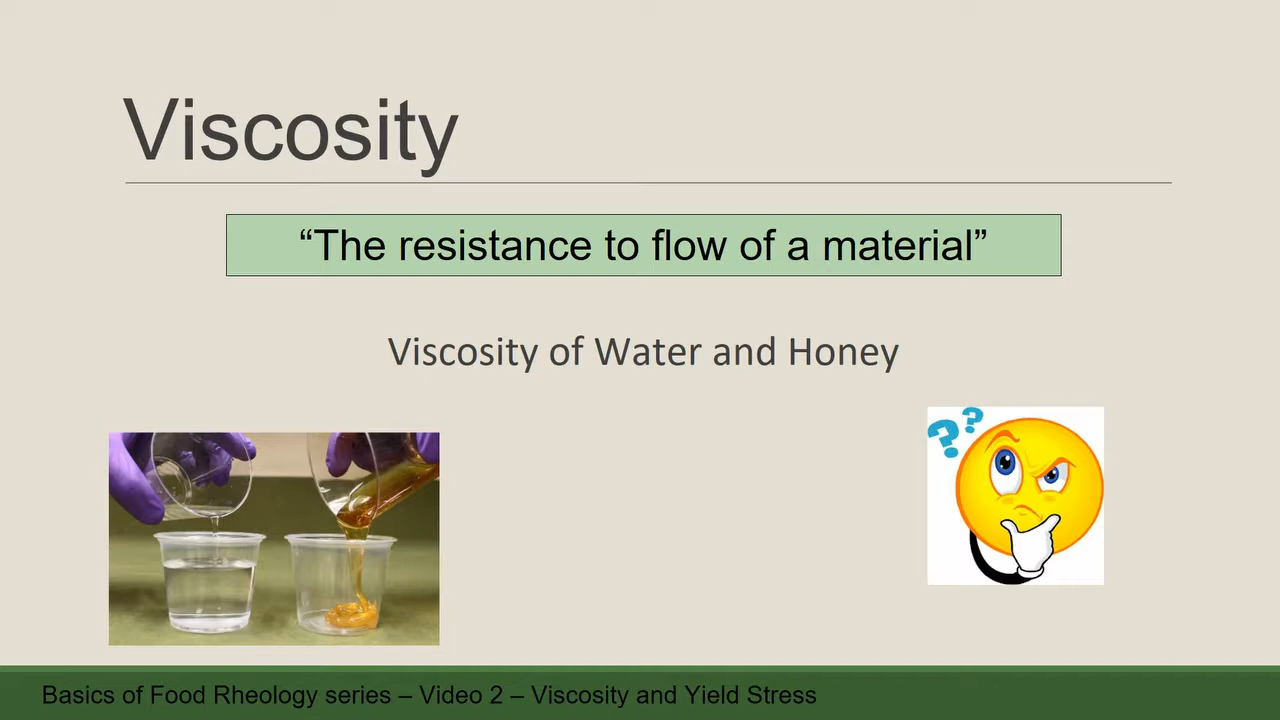 Viscosity
“The resistance to flow of a material”
Viscosity of Water and Honey
??
Basics of Food Rheology series – Video 2 – Viscosity and Yield Stress